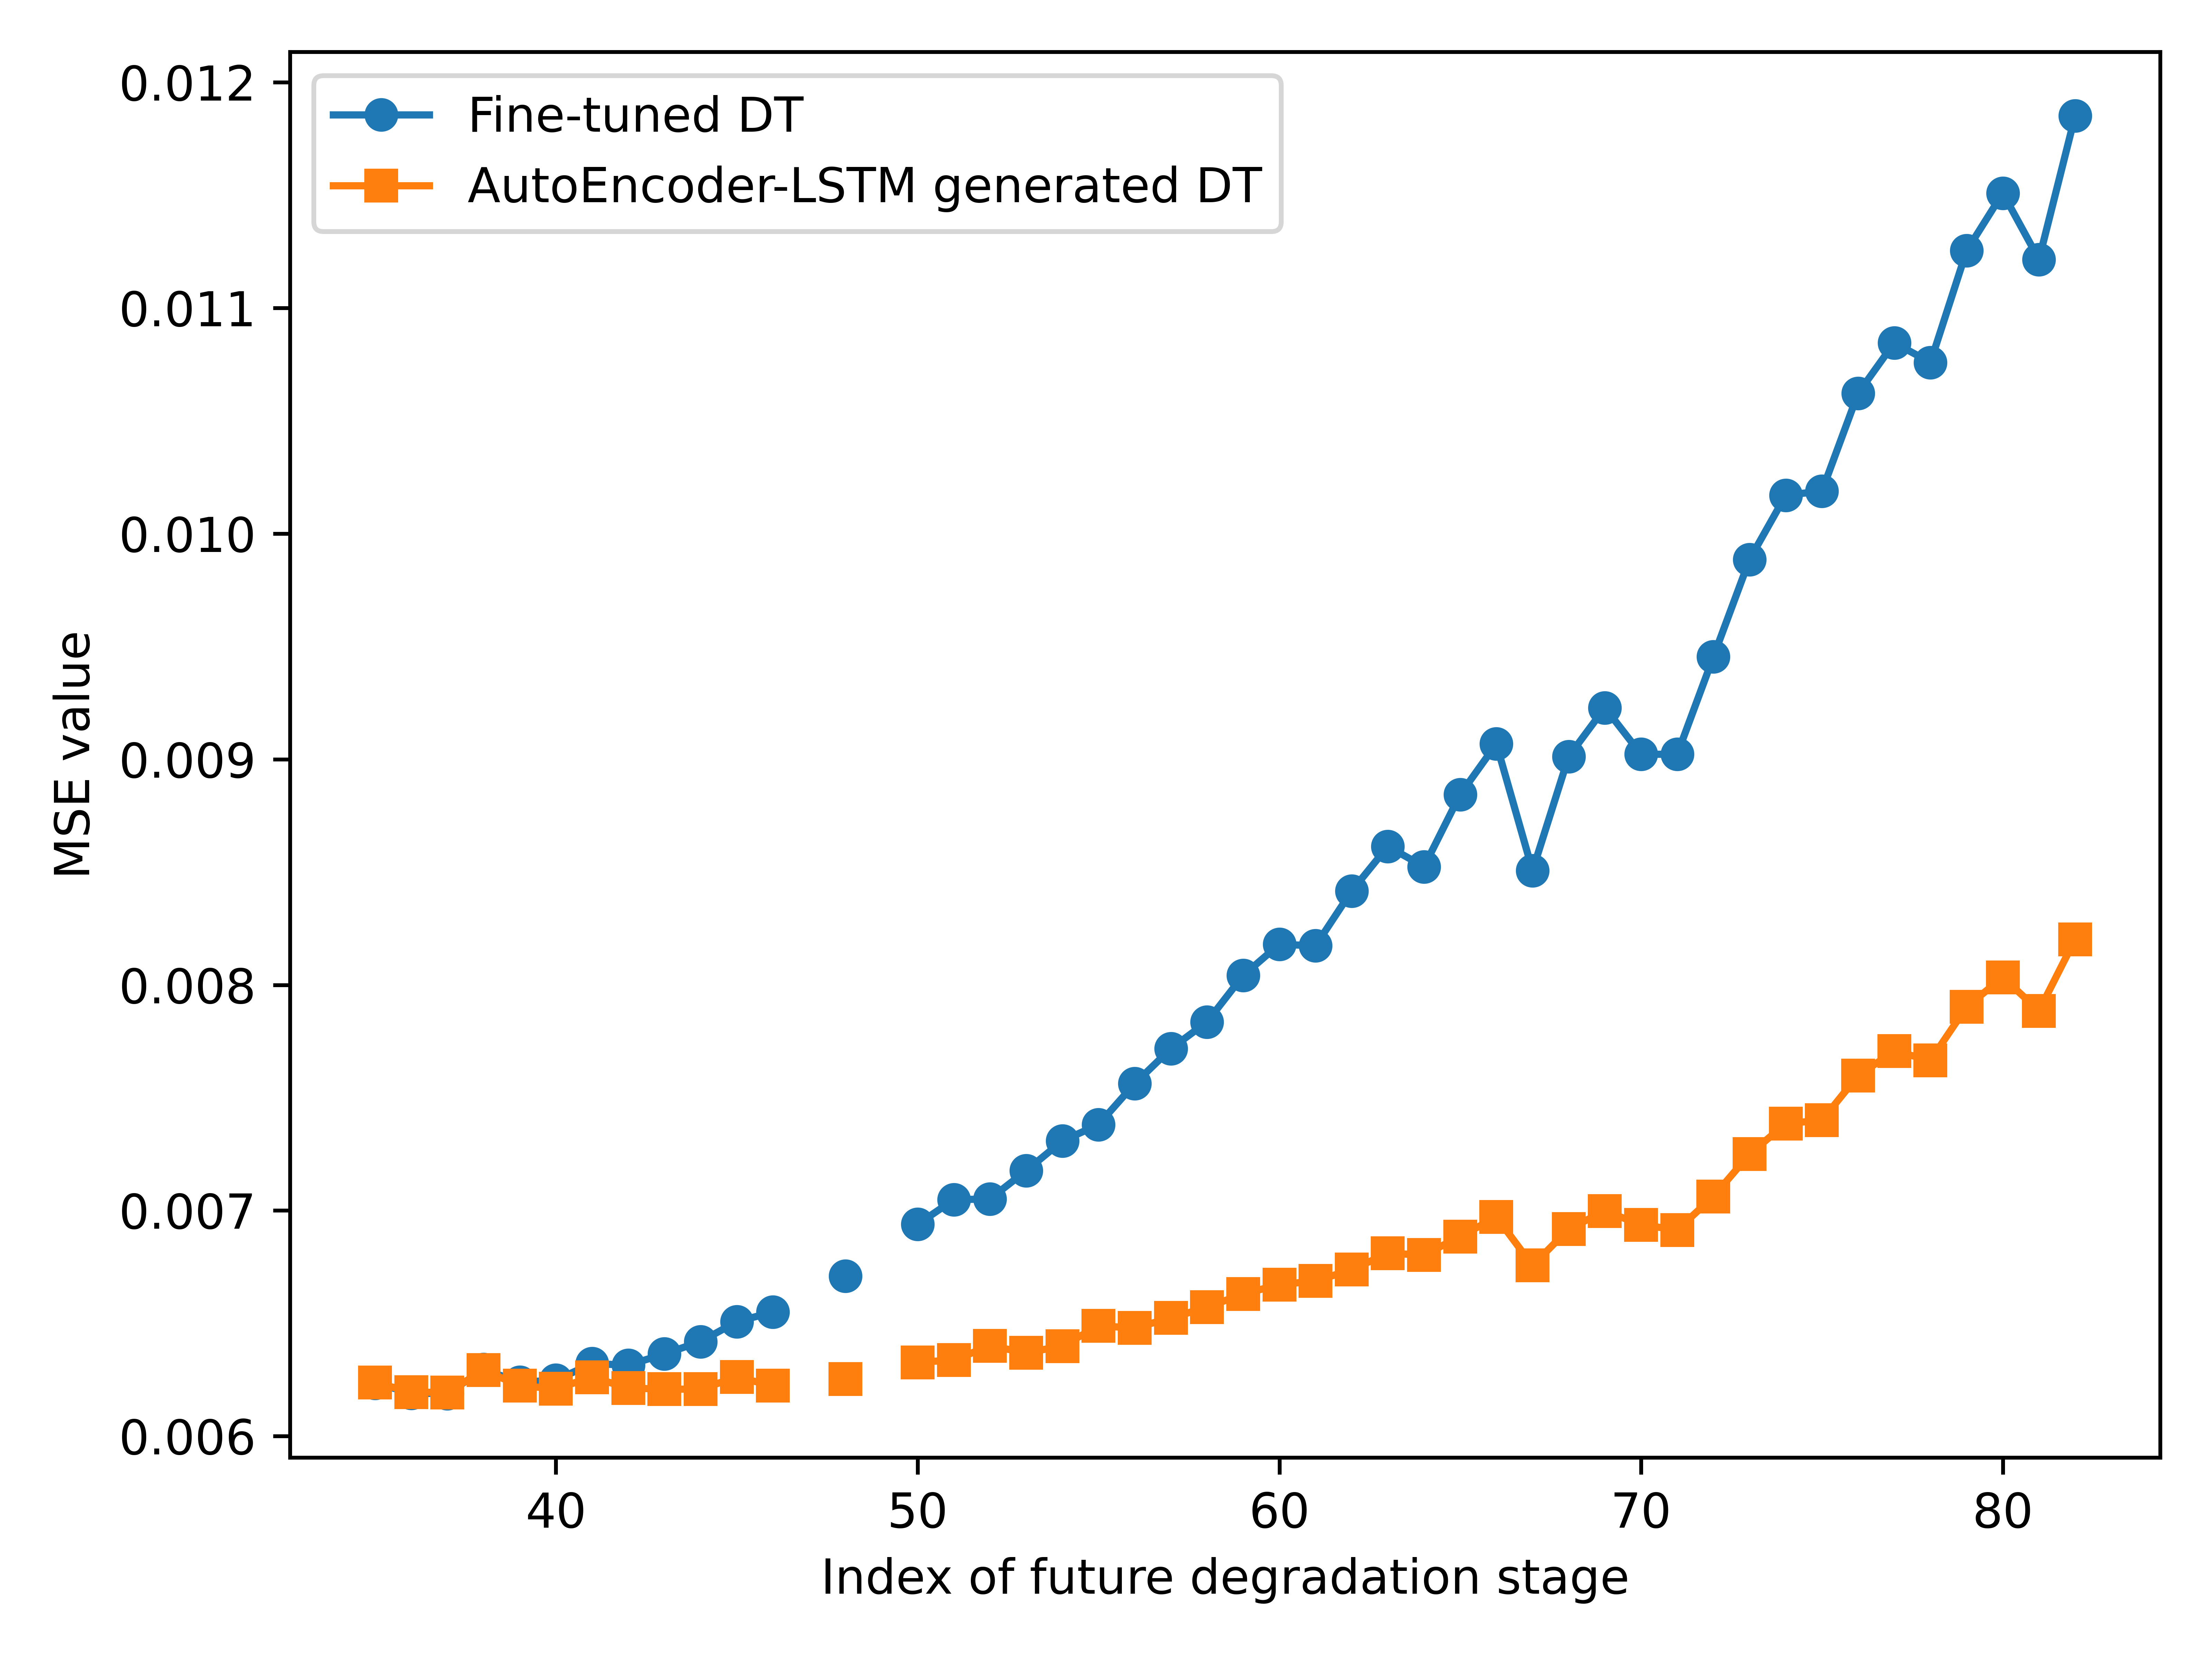 Fine-tuned DT
AutoEncoder-LSTM generated DT
0.012
0.011
0.010
0.009
0.008
0.007
0.006
MSE value
40 50 60 70 80
Index of future degradation stage